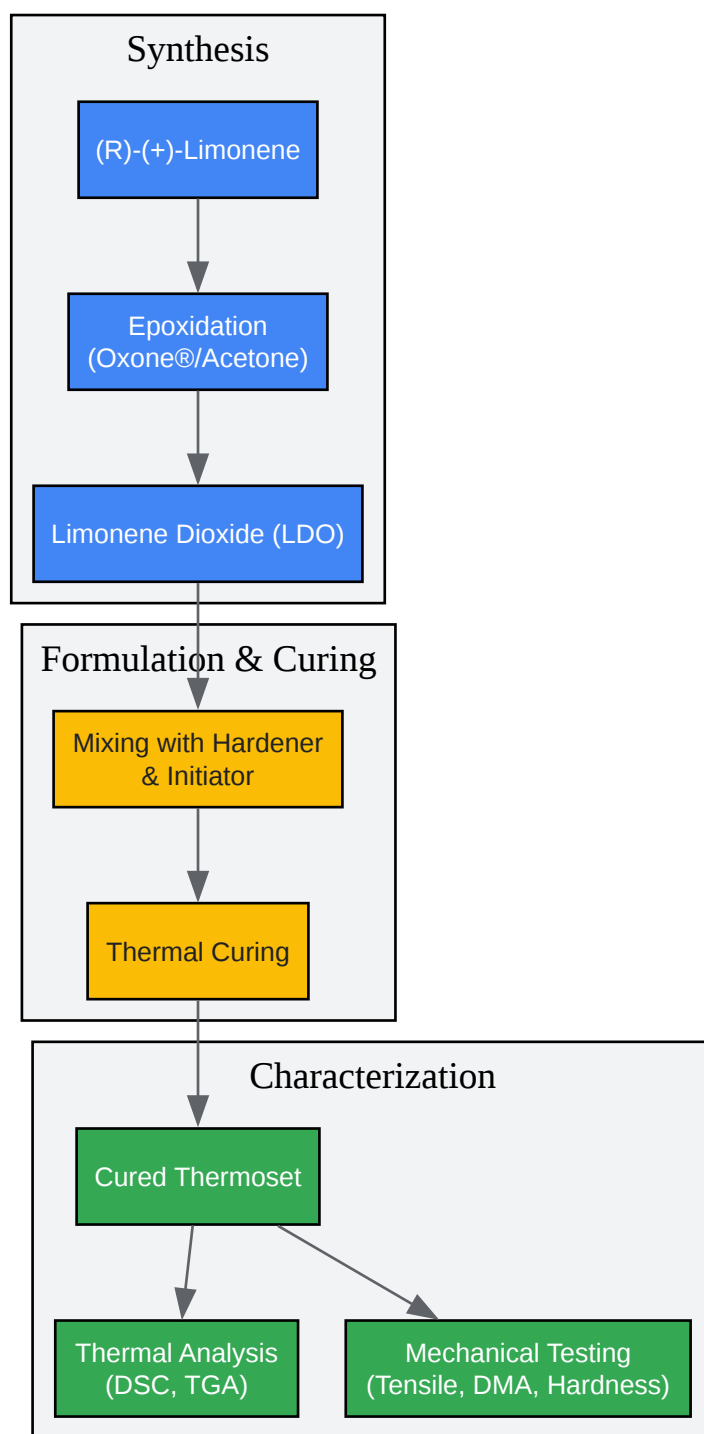 Synthesis
(R)-(+)-Limonene
Epoxidation
(Oxone®/Acetone)
Limonene Dioxide (LDO)
Formulation & Curing
Mixing with Hardener
& Initiator
Thermal Curing
Characterization
Cured Thermoset
Thermal Analysis
(DSC, TGA)
Mechanical Testing
(Tensile, DMA, Hardness)